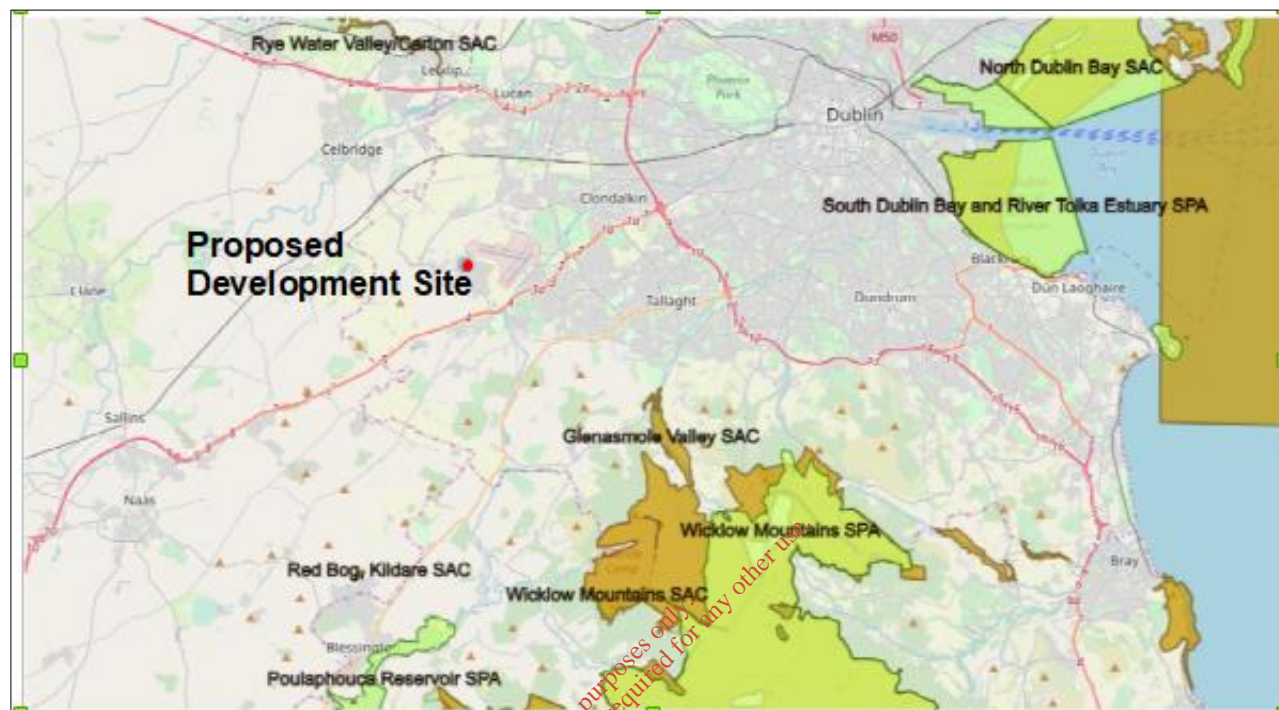 Rye Water Valley/Carton SAC
M50
North Dublin Bay SAC
Leixlip
Lucan
Phoenix
Park
Dublin
Celbridge
Clondalkin
South Dublin Bay and River Tolka Estuary SPA
Proposed
Development Site
Blackrock
Clane
Tallaght
Dundrum
Dún Laoghaire
Sallins
Glenasmole Valley SAC
Naas
Wicklow Mountains SPA
Red Bog, Kildare SAC
Bray
Wicklow Mountains SAC
Blessington
Poulaphouca Reservoir SPA
purposes only.
required for any other use